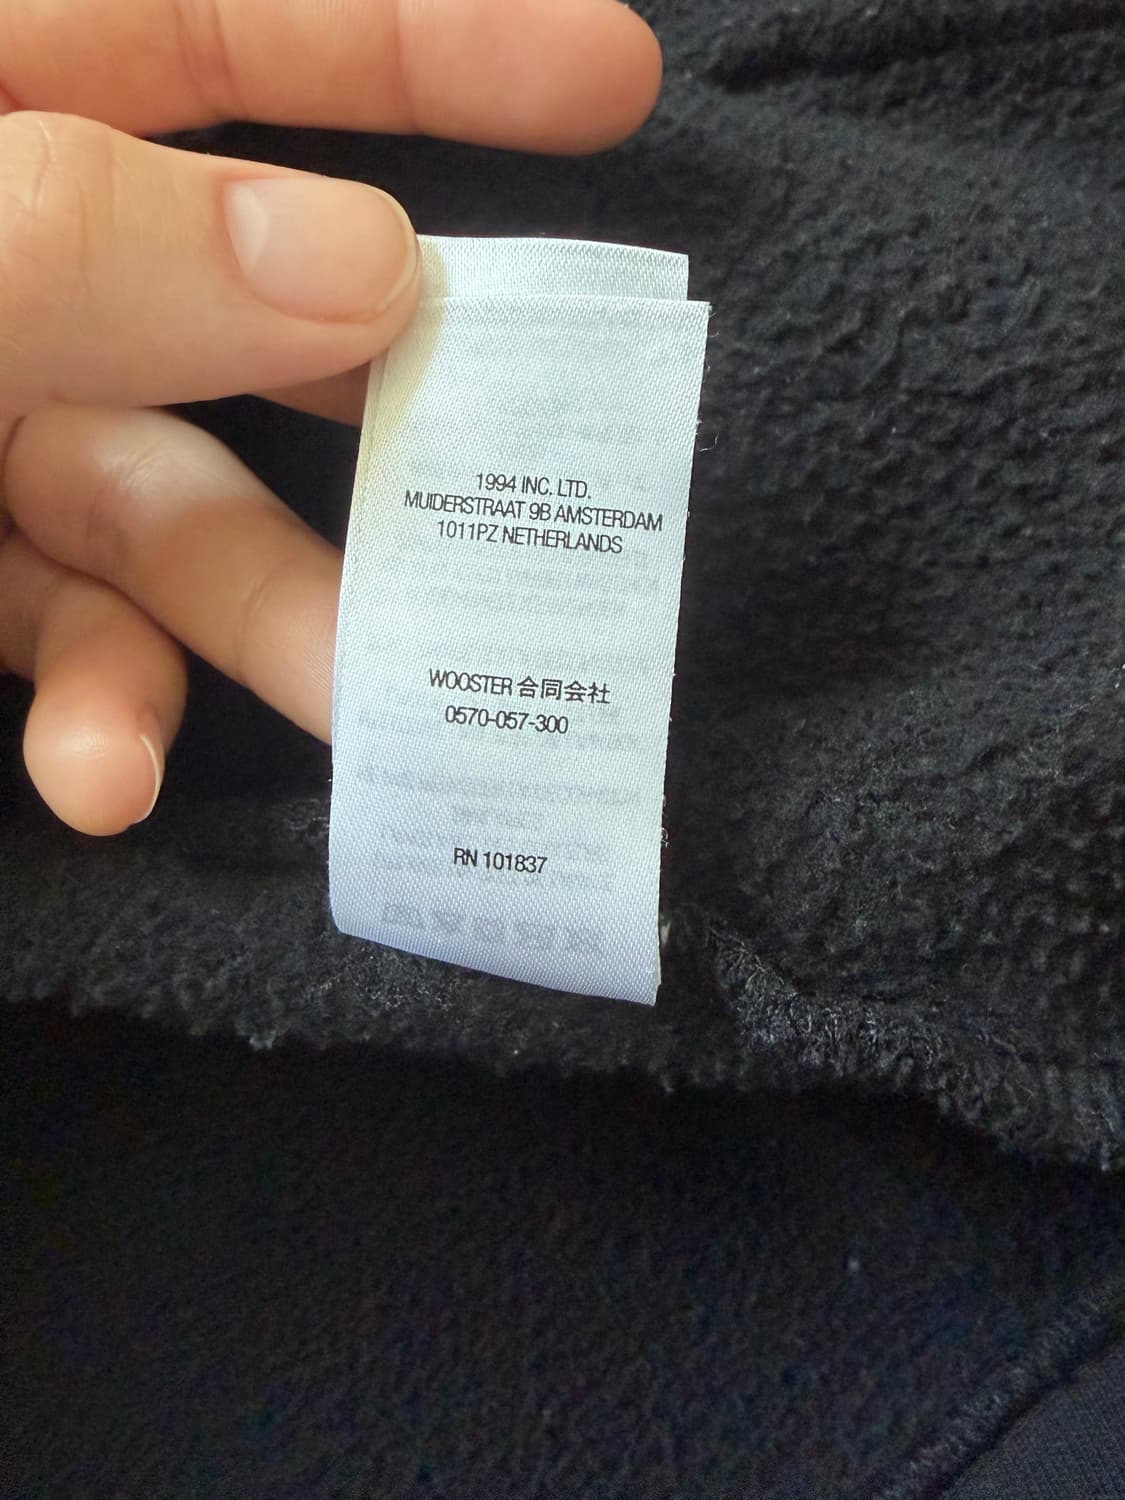 1994 INC. LTD.
MUIDERSTRAAT 9B AMSTERDAM
1011PZ NETHERLANDS
WOOSTER 合同会社
0570-057-300
RN 101837